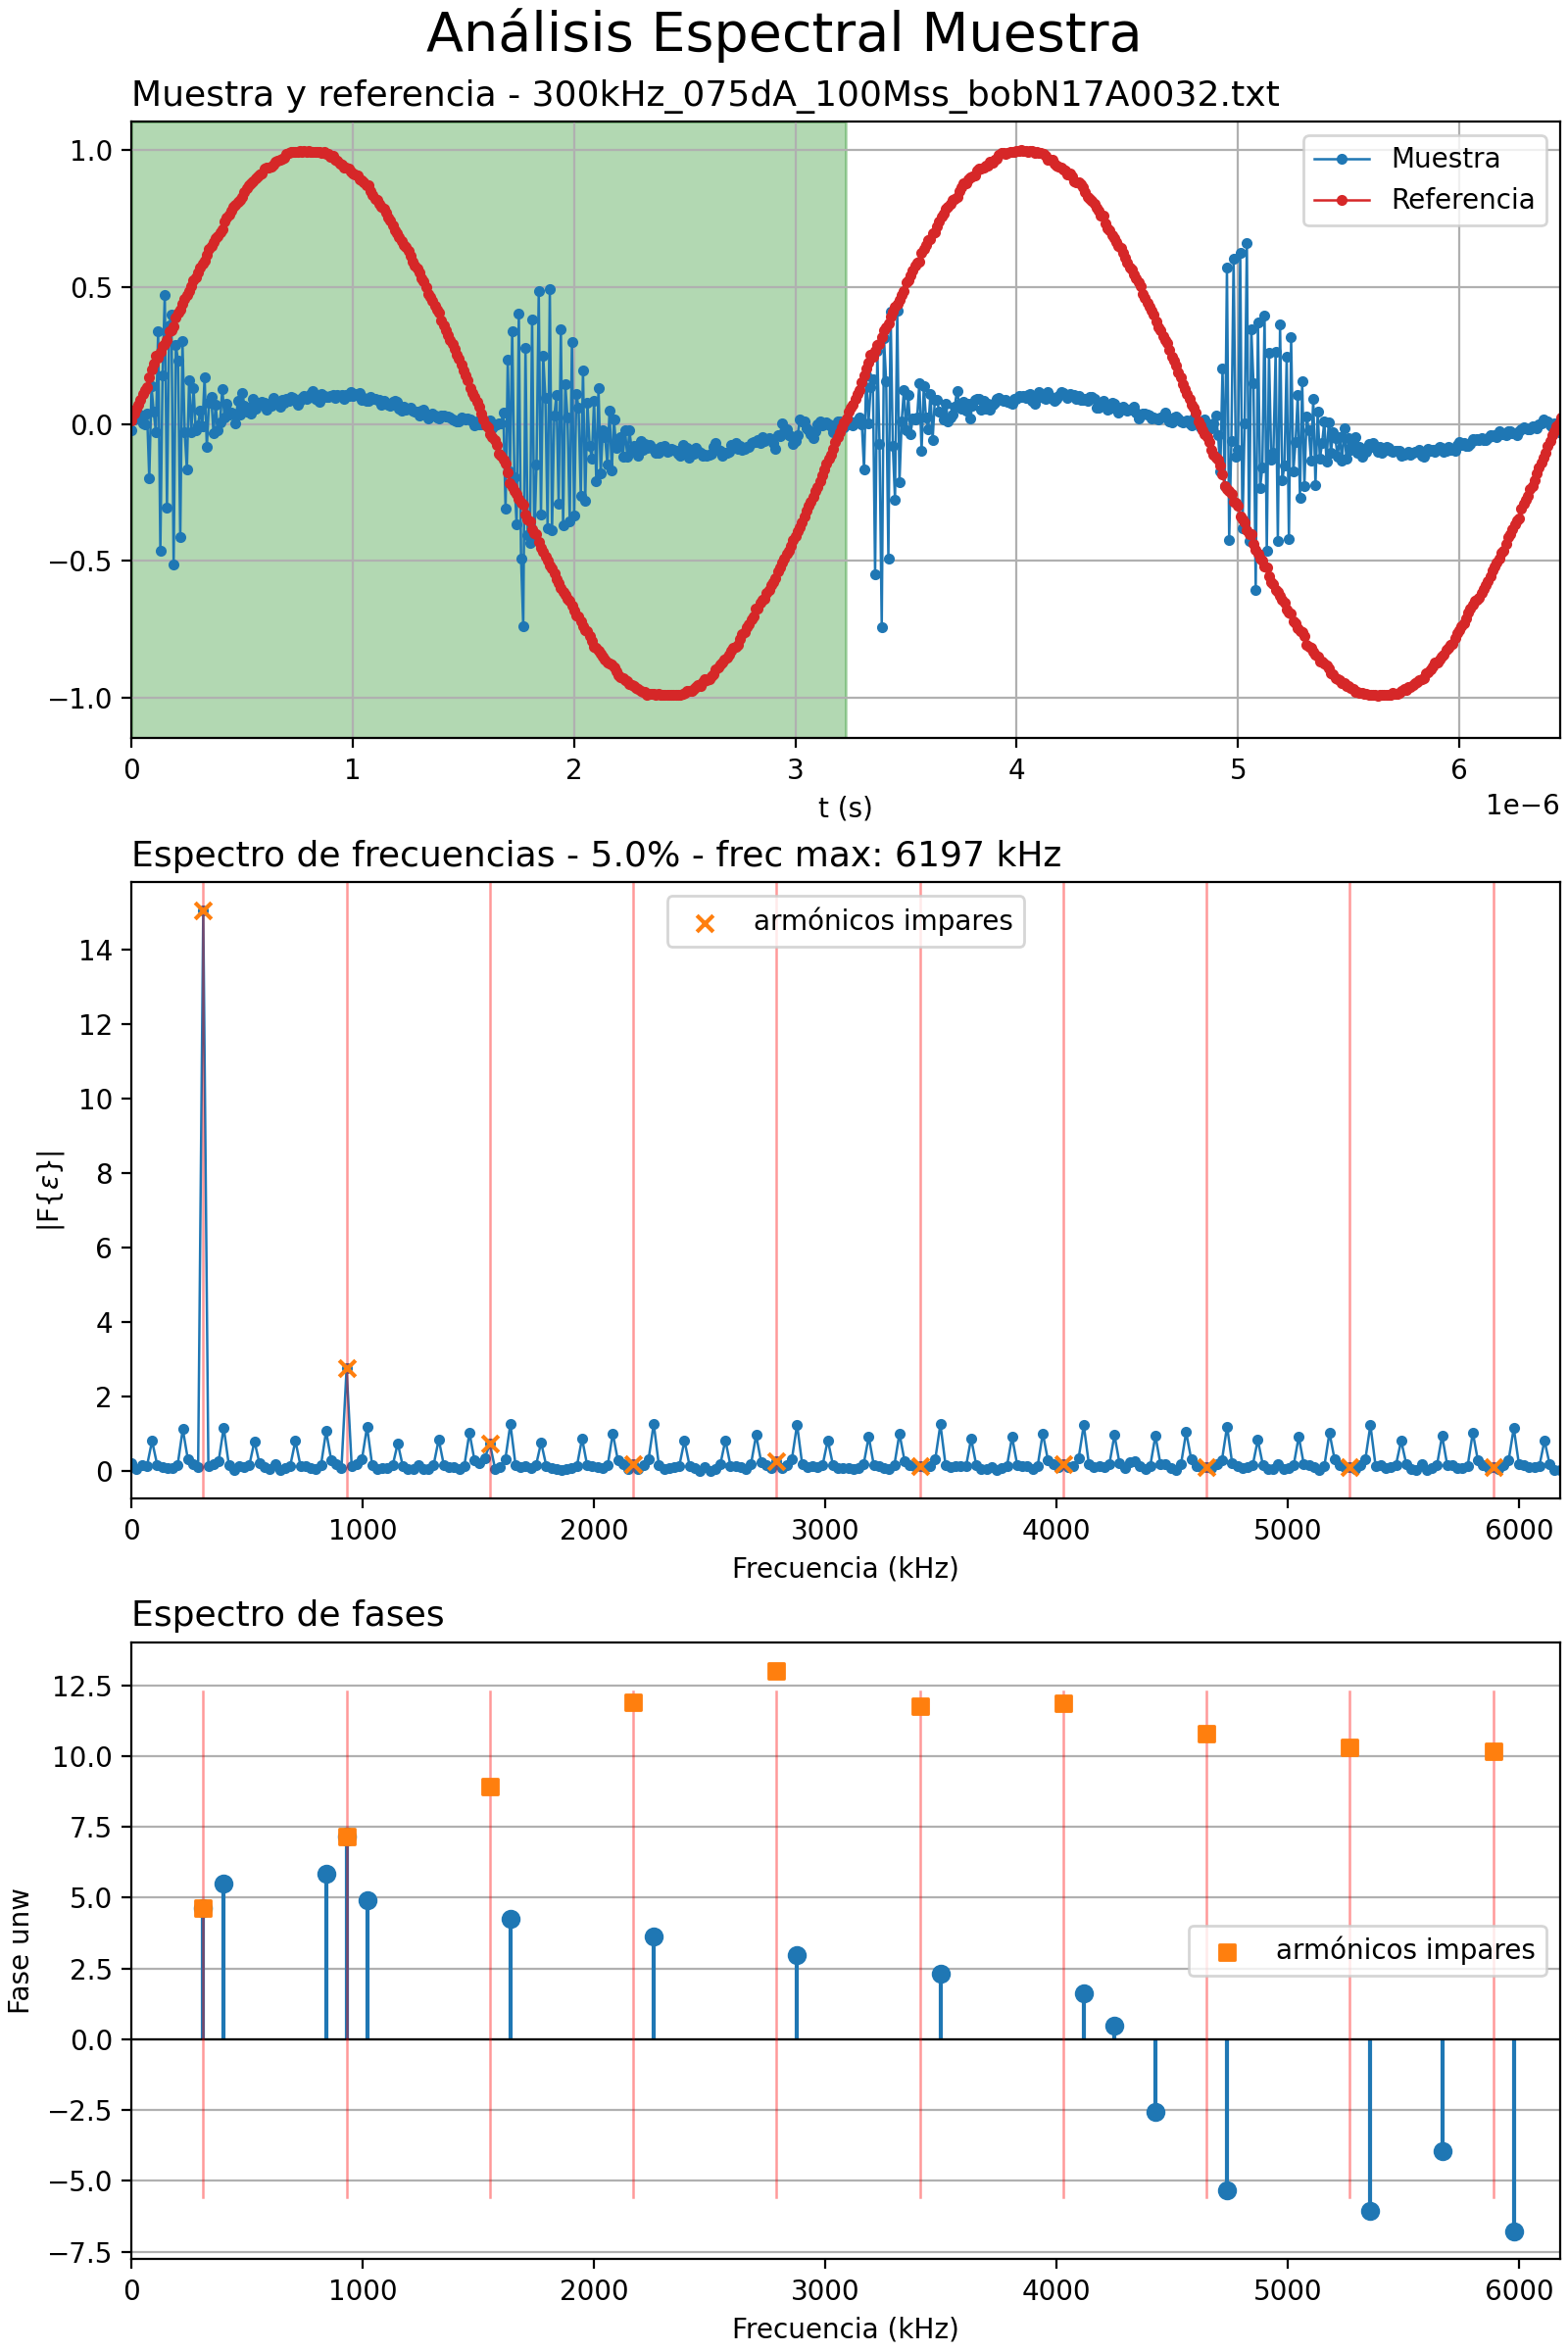 Análisis Espectral Muestra
Muestra y referencia - 300kHz_075dA_100Mss_bobN17A0032.txt
1.0
0.5
0.0
−0.5
−1.0
Muestra
Referencia
0 1 2 3 4 5 6
1e−6
t (s)
Espectro de frecuencias - 5.0% - frec max: 6197 kHz
armónicos impares
|F{ε}|
14
12
10
8
6
4
2
0
0 1000 2000 3000 4000 5000 6000
Frecuencia (kHz)
Espectro de fases
Fase unw
12.5
10.0
7.5
5.0
2.5
0.0
−2.5
−5.0
−7.5
armónicos impares
0 1000 2000 3000 4000 5000 6000
Frecuencia (kHz)